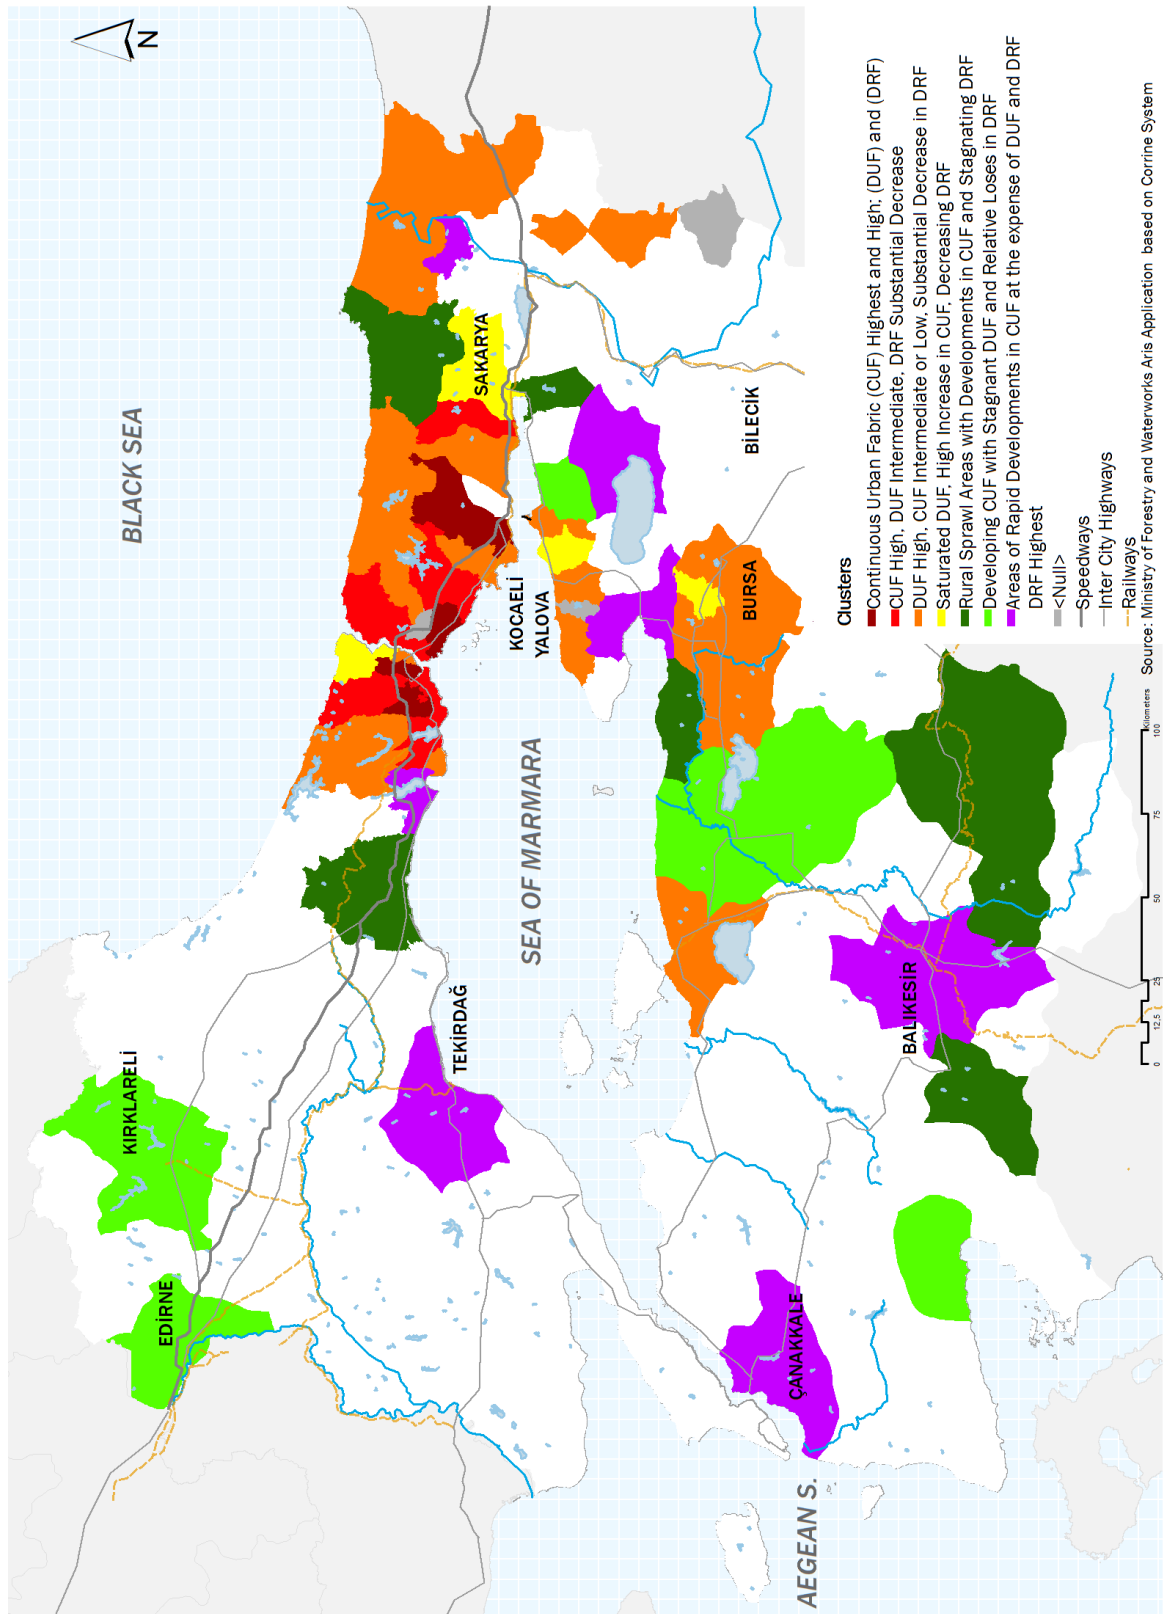 N
BLACK SEA
KIRKLARELİ
EDİRNE
TEKİRDAĞ
SAKARYA
KOCAELİ
YALOVA
SEA OF MARMARA
BİLECİK
BURSA
BALIKESİR
ÇANAKKALE
AEGEAN S.
Clusters
Continuous Urban Fabric (CUF) Highest and High; (DUF) and (DRF)
CUF High, DUF Intermediate, DRF Substantial Decrease
DUF High, CUF Intermediate or Low, Substantial Decrease in DRF
Saturated DUF, High Increase in CUF, Decreasing DRF
Rural Sprawl Areas with Developments in CUF and Stagnating DRF
Developing CUF with Stagnant DUF and Relative Loses in DRF
Areas of Rapid Developments in CUF at the expense of DUF and DRF
DRF Highest
<Null>
Speedways
Inter City Highways
Railways
Source: Ministry of Forestry and Waterworks Aris Application based on Corrine System
0 12,5 25 50 75 100
Kilometers